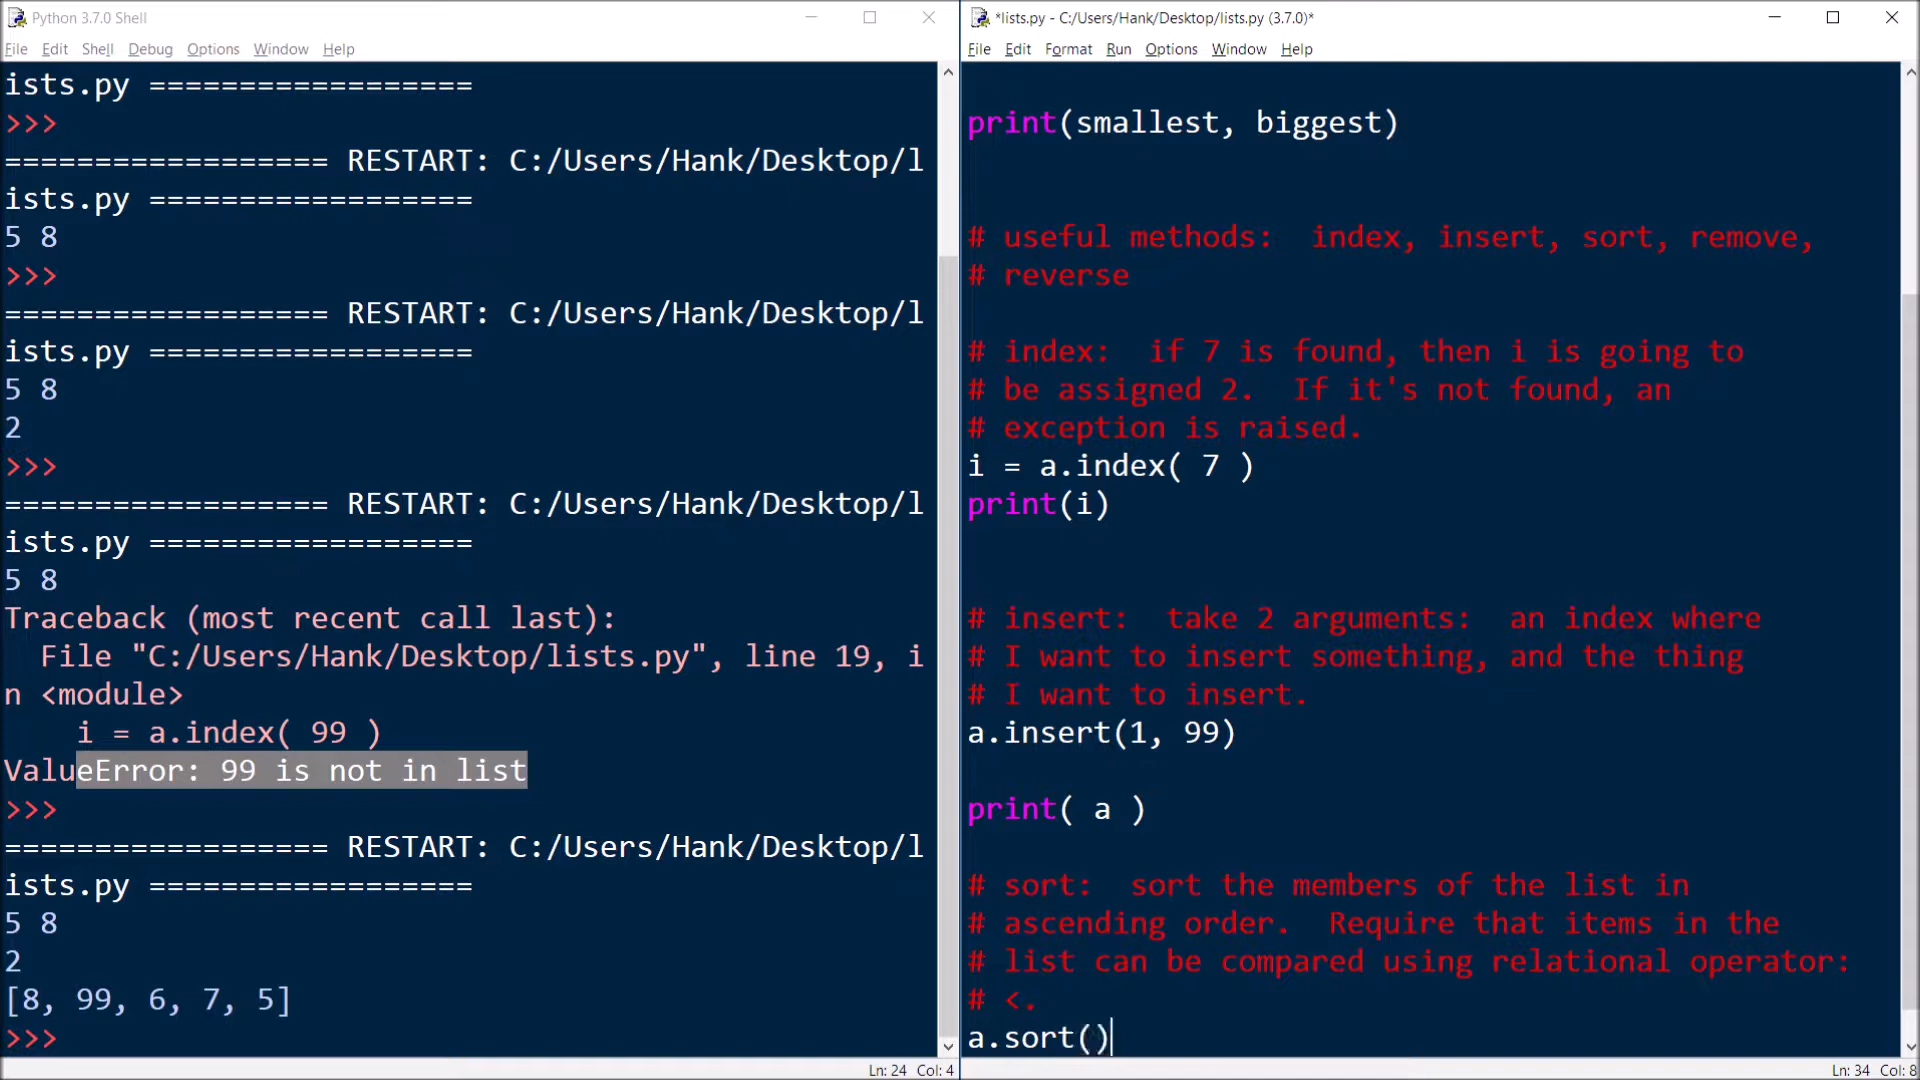 Python 3.7.0 Shell
File Edit Shell Debug Options Window Help
ists.py ==================
>>>
================== RESTART: C:/Users/Hank/Desktop/l
ists.py ==================
5 8
>>>
================== RESTART: C:/Users/Hank/Desktop/l
ists.py ==================
5 8
2
>>>
================== RESTART: C:/Users/Hank/Desktop/l
ists.py ==================
5 8
Traceback (most recent call last):
  File "C:/Users/Hank/Desktop/lists.py", line 19, i
n <module>
    i = a.index( 99 )
ValueError: 99 is not in list
>>>
================== RESTART: C:/Users/Hank/Desktop/l
ists.py ==================
5 8
2
[8, 99, 6, 7, 5]
>>>
Ln: 24 Col: 4
*lists.py - C:/Users/Hank/Desktop/lists.py (3.7.0)*
File Edit Format Run Options Window Help
print(smallest, biggest)
# useful methods:  index, insert, sort, remove,
# reverse
# index:  if 7 is found, then i is going to
# be assigned 2.  If it's not found, an
# exception is raised.
i = a.index( 7 )
print(i)
# insert:  take 2 arguments:  an index where
# I want to insert something, and the thing
# I want to insert.
a.insert(1, 99)
print( a )
# sort:  sort the members of the list in
# ascending order.  Require that items in the
# list can be compared using relational operator:
# <.
a.sort()
Ln: 34 Col: 8